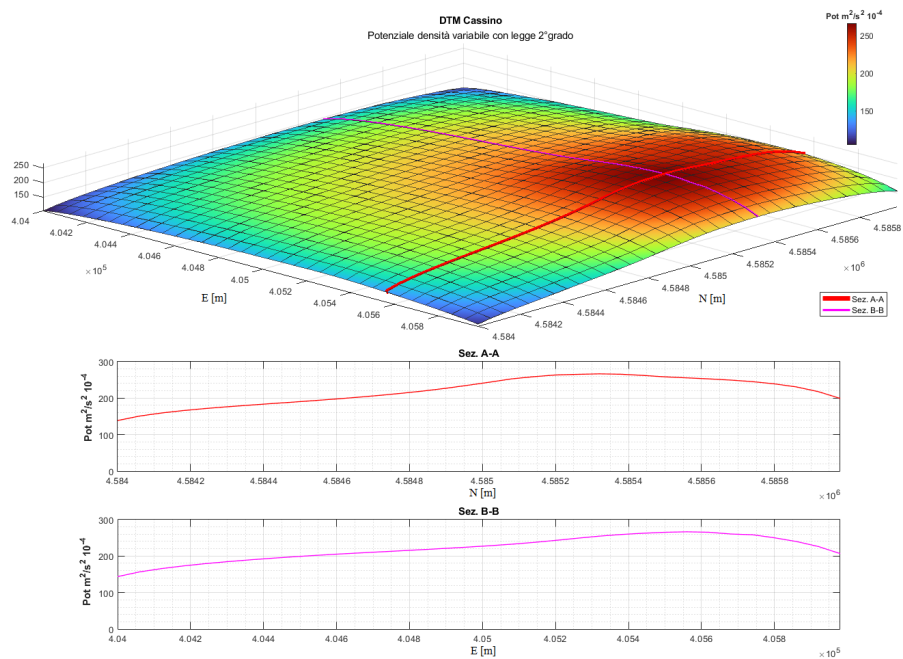 DTM Cassino
Potenziale densità variabile con legge 2°grado
Pot m²/s² 10⁻⁴
250
200
150
250
200
150
4.04
4.042
4.044
4.046
4.048
4.05
4.052
4.054
4.056
4.058
× 10⁵
E [m]
4.584
4.5842
4.5844
4.5846
4.5848
4.585
4.5852
4.5854
4.5856
4.5858
× 10⁶
N [m]
Sez. A-A
Sez. B-B
Sez. A-A
Pot m²/s² 10⁻⁴
300
200
100
0
4.584 4.5842 4.5844 4.5846 4.5848 4.585 4.5852 4.5854 4.5856 4.5858
N [m]
× 10⁶
Sez. B-B
Pot m²/s² 10⁻⁴
300
200
100
0
4.04 4.042 4.044 4.046 4.048 4.05 4.052 4.054 4.056 4.058
E [m]
× 10⁵